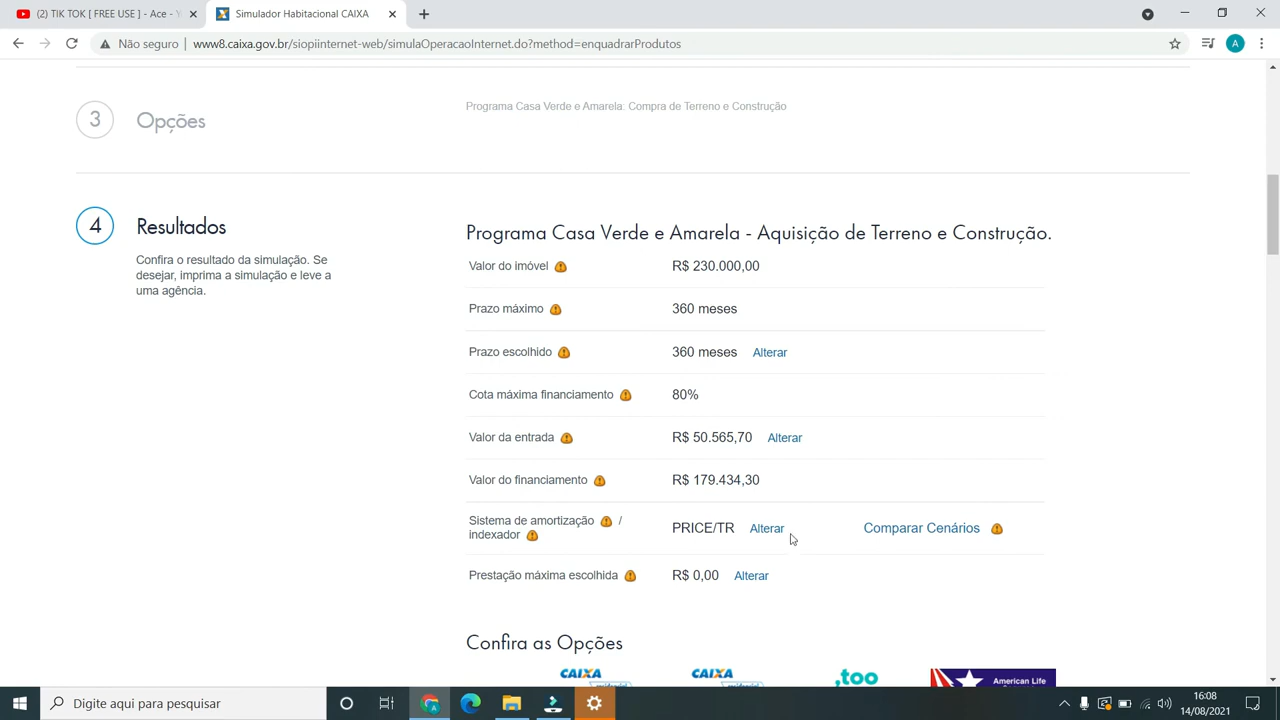 (2) TIK TOK [ FREE USE ] - Ace - Y
Simulador Habitacional CAIXA
Não seguro | www8.caixa.gov.br/siopiinternet-web/simulaOperacaoInternet.do?method=enquadrarProdutos
A
3 Opções
Programa Casa Verde e Amarela: Compra de Terreno e Construção
4 Resultados
Confira o resultado da simulação. Se
desejar, imprima a simulação e leve a
uma agência.
Programa Casa Verde e Amarela - Aquisição de Terreno e Construção.
Valor do imóvel R$ 230.000,00
Prazo máximo 360 meses
Prazo escolhido 360 meses Alterar
Cota máxima financiamento 80%
Valor da entrada R$ 50.565,70 Alterar
Valor do financiamento R$ 179.434,30
Sistema de amortização /
indexador
PRICE/TR Alterar Comparar Cenários
Prestação máxima escolhida R$ 0,00 Alterar
Confira as Opções
CAIXA CAIXA ,too American Life
Digite aqui para pesquisar
16:08
14/08/2021